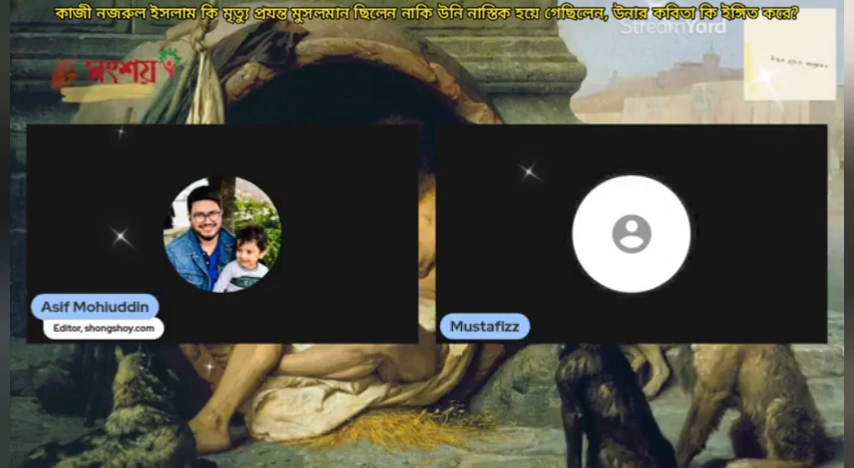 কাজী নজরুল ইসলাম কি মৃত্যু প্রযন্ত মুসলমান ছিলেন নাকি উনি নাস্তিক হয়ে গেছিলেন, উনার কবিতা কি ইঙ্গিত করে?
StreamYard
সংশয়
Asif Mohiuddin
Editor, shongshoy.com
Mustafizz